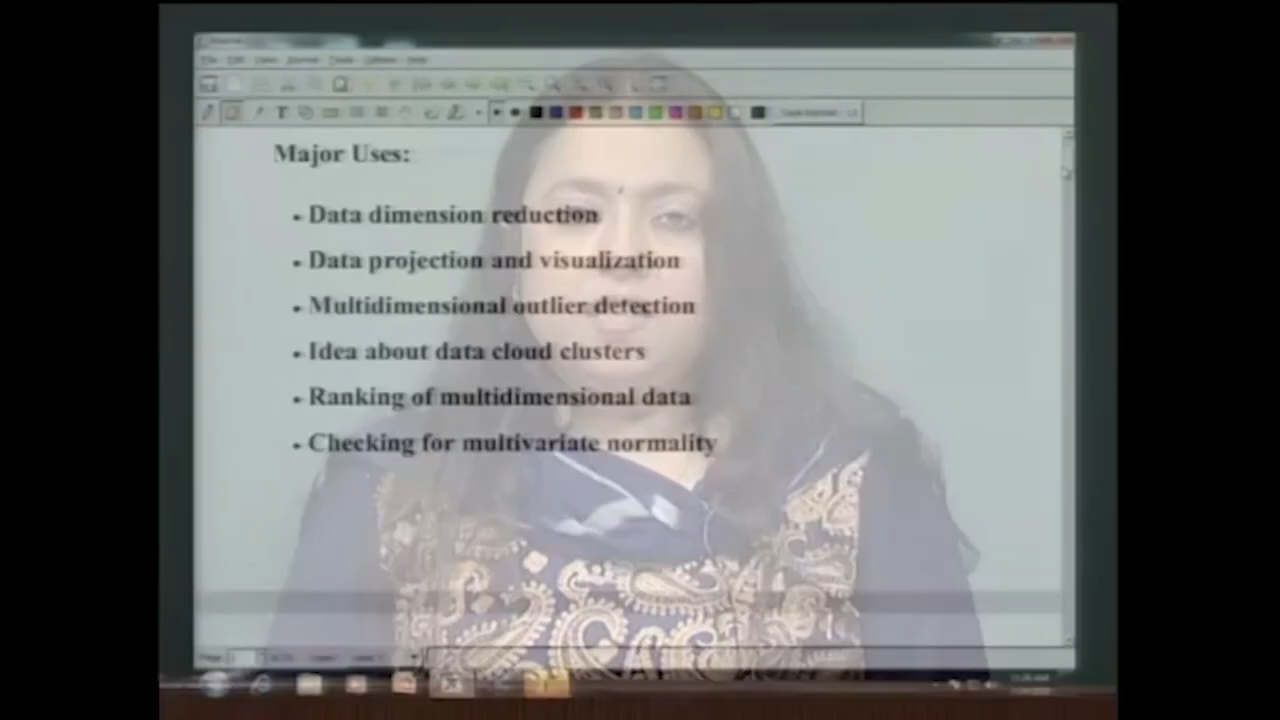 Major Uses:
Data dimension reduction
Data projection and visualization
Multidimensional outlier detection
Idea about data cloud clusters
Ranking of multidimensional data
Checking for multivariate normality